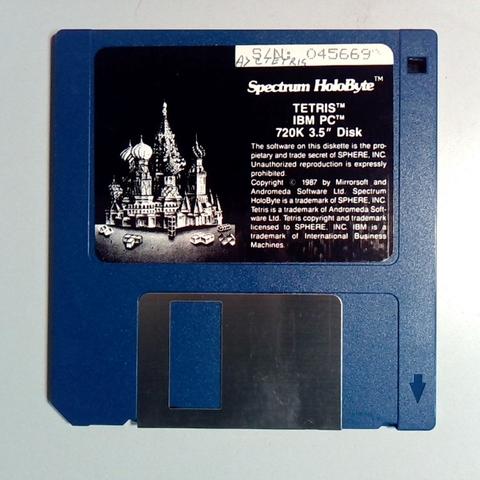 S/N: 045669
A>TETRIS
Spectrum HoloByte™
TETRIS™
IBM PC™
720K 3.5" Disk
The software on this diskette is the pro-
pietary and trade secret of SPHERE, INC.
Unauthorized reproduction is expressly
prohibited.
Copyright © 1987 by Mirrorsoft and
Andromeda Software Ltd. Spectrum
HoloByte is a trademark of SPHERE, INC.
Tetris is a trademark of Andromeda Soft-
ware Ltd. Tetris copyright and trademark
licensed to SPHERE, INC. IBM is a
trademark of International Business
Machines.